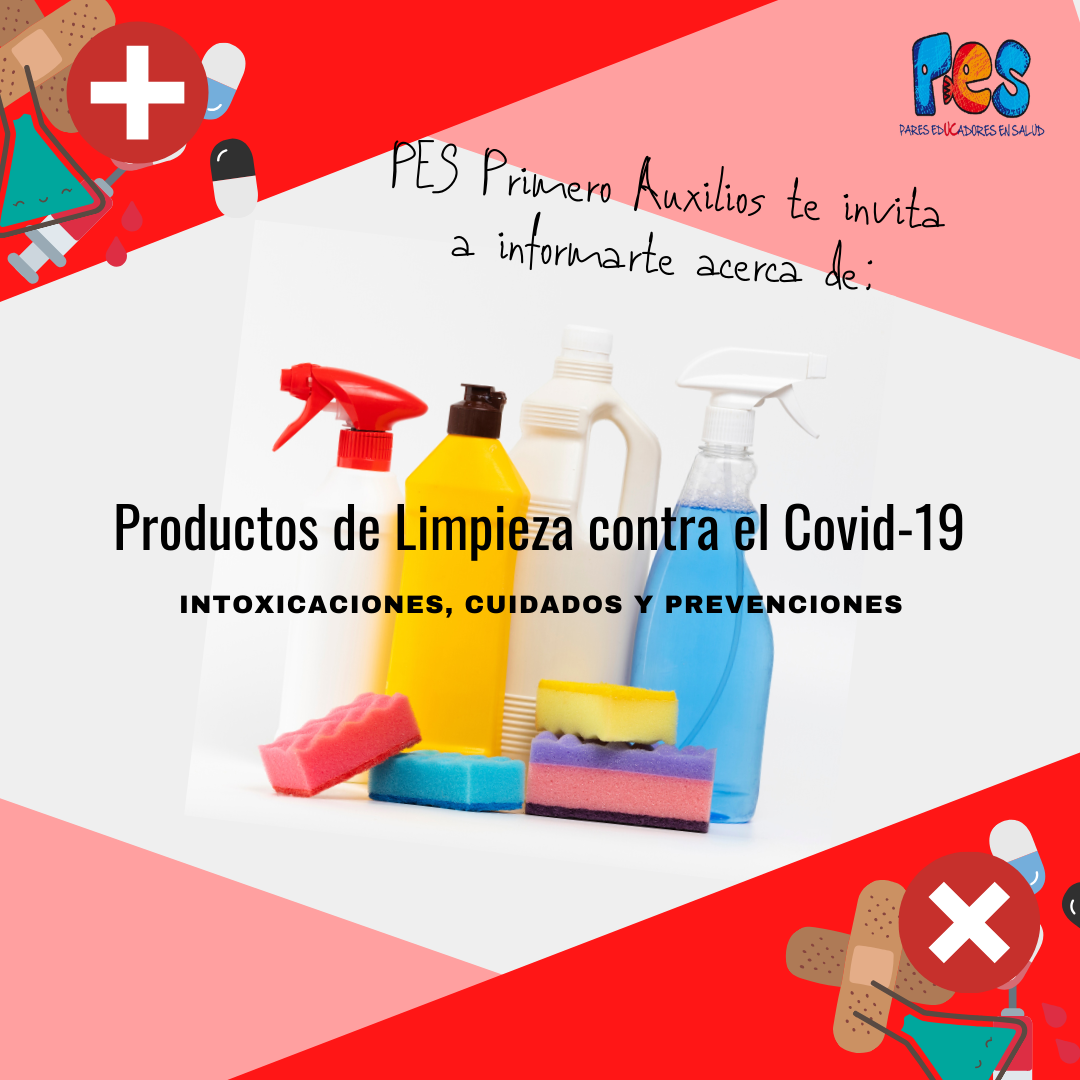 Pes
PARES EDUCADORES EN SALUD
PES Primero Auxilios te invita
a informarte acerca de:
Productos de Limpieza contra el Covid-19
INTOXICACIONES, CUIDADOS Y PREVENCIONES